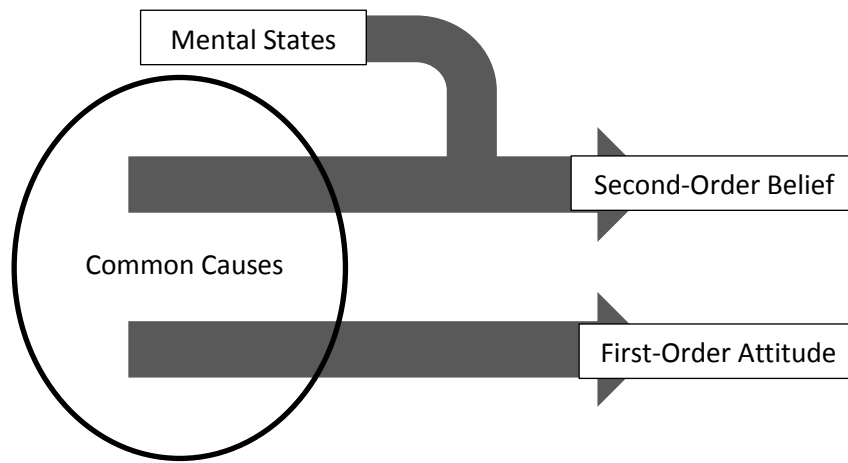 Mental States
Second-Order Belief
Common Causes
First-Order Attitude